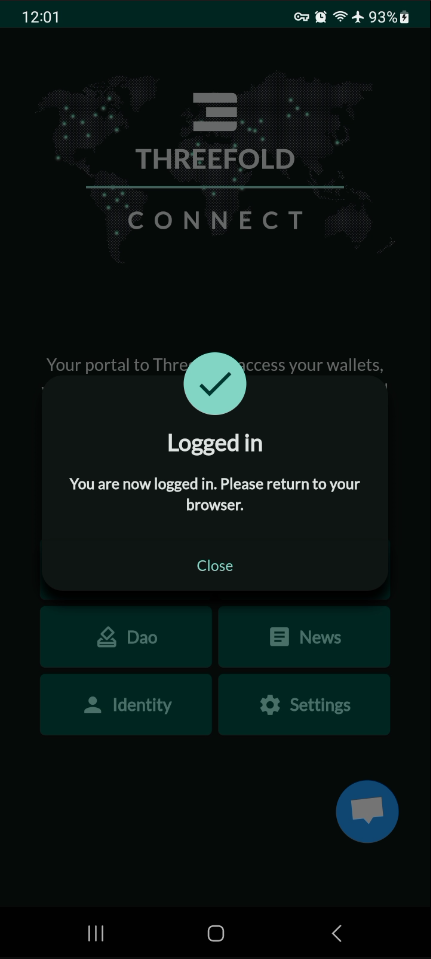 12:01
93%
THREEFOLD
CONNECT
Your portal to Thre access your wallets,
Logged in
You are now logged in. Please return to your
browser.
Close
Dao
News
Identity
Settings